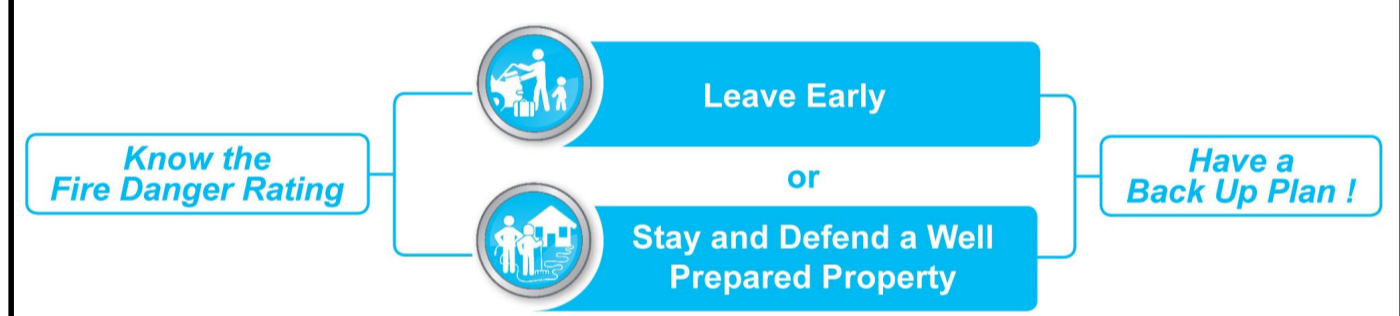 Know the
Fire Danger Rating
Leave Early
or
Stay and Defend a Well
Prepared Property
Have a
Back Up Plan !